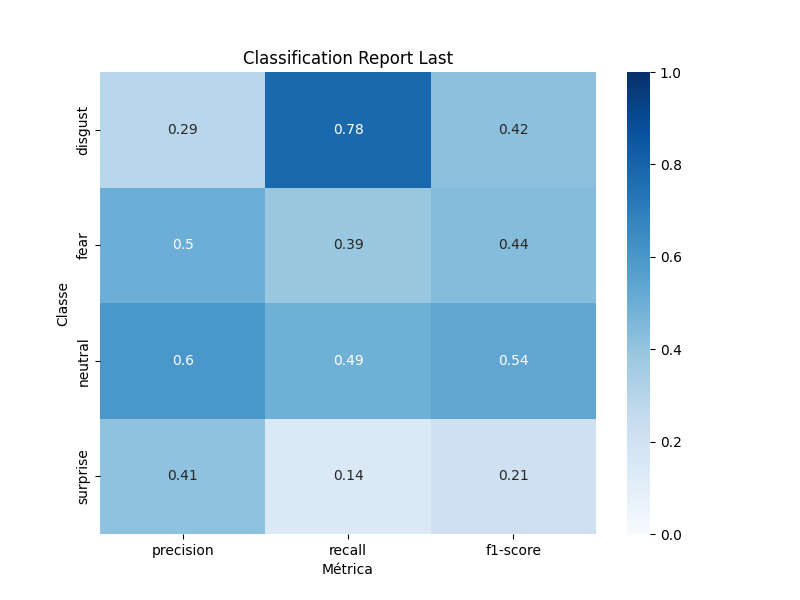 Classification Report Last
Classe
disgust
0.29 0.78 0.42
fear
0.5 0.39 0.44
neutral
0.6 0.49 0.54
surprise
0.41 0.14 0.21
precision recall f1-score
Métrica
1.0
0.8
0.6
0.4
0.2
0.0